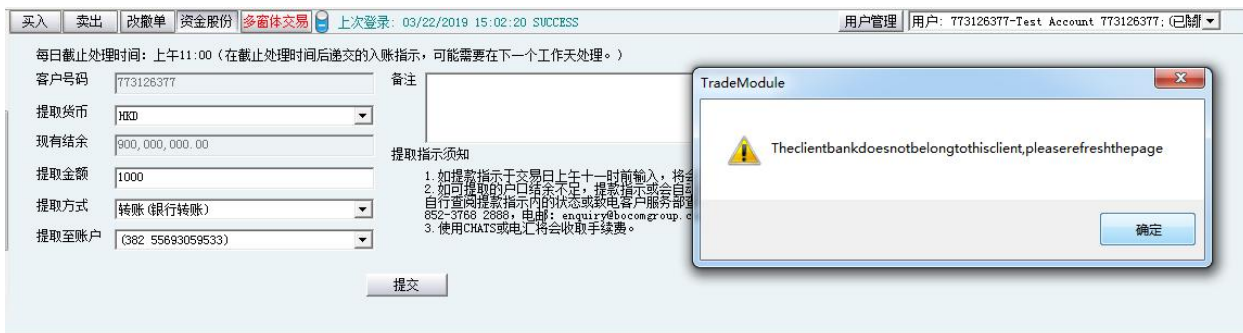 买入 卖出 改撤单 资金股份 多窗体交易 上次登录: 03/22/2019 15:02:20 SUCCESS 用户管理 用户: 773126377-Test Account 773126377; (已關
每日截止处理时间: 上午11:00 (在截止处理时间后递交的入账指示,可能需要在下一个工作天处理。)
客户号码 773126377 备注
提取货币 HKD
现有结余 900,000,000.00
提取金额 1000
提取方式 转账(银行转账)
提取至账户 (382 55693059533)
提取指示须知
1. 如提款指示于交易日上午十一时前输入,将会
2. 如可提取的户口结余不足,提款指示或会自动
自行查阅提款指示内的状态或致电客户服务部查
852-3768 2888,电邮: enquiry@bocomgroup.c
3. 使用CHATS或电汇将会收取手续费。
提交
TradeModule
Theclientbankdoesnotbelongtothisclient,pleaserefreshthepage
确定